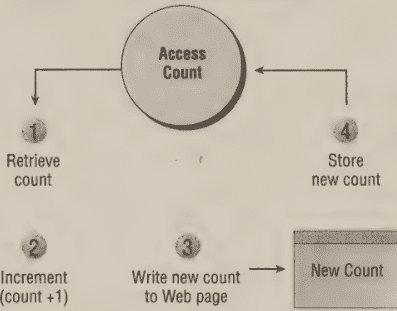 Access
Count
1
Retrieve
count
4
Store
new count
2
Increment
(count +1)
3
Write new count
to Web page
New Count